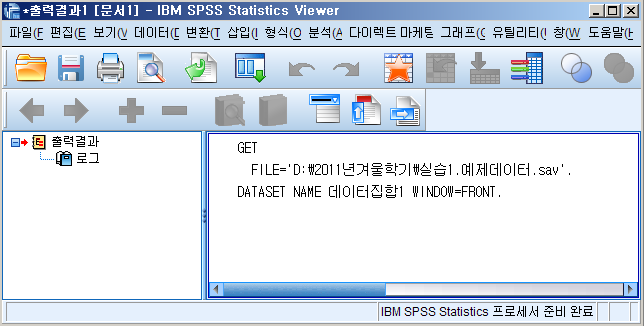 *출력결과1 [문서1] - IBM SPSS Statistics Viewer
파일(F 편집(E 보기(V 데이터(D 변환(T 삽입(I 형식(O 분석(A 다이렉트 마케팅 그래프(G 유틸리티( 창(W 도움말(H
출력결과
로그
GET
FILE='D:\2011년겨울학기\실습1.예제데이터.sav'.
DATASET NAME 데이터집합1 WINDOW=FRONT.
IBM SPSS Statistics 프로세서 준비 완료